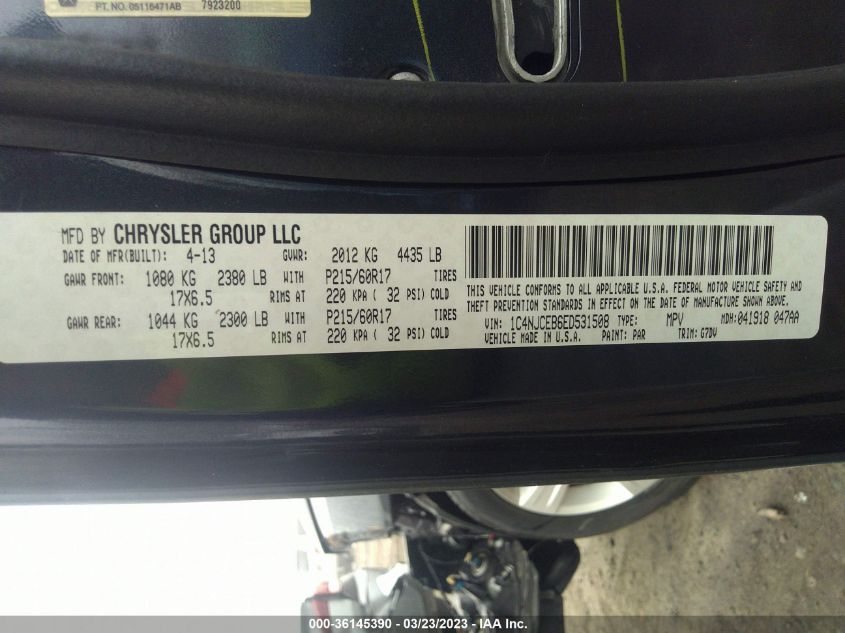 PT. NO. 05116471AB 7923200
MFD BY CHRYSLER GROUP LLC
DATE OF MFR(BUILT): 4-13 GVWR: 2012 KG 4435 LB
GAWR FRONT: 1080 KG 2380 LB WITH P215/60R17 TIRES
17X6.5 RIMS AT 220 KPA ( 32 PSI) COLD
GAWR REAR: 1044 KG 2300 LB WITH P215/60R17 TIRES
17X6.5 RIMS AT 220 KPA ( 32 PSI) COLD
THIS VEHICLE CONFORMS TO ALL APPLICABLE U.S.A. FEDERAL MOTOR VEHICLE SAFETY AND
THEFT PREVENTION STANDARDS IN EFFECT ON THE DATE OF MANUFACTURE SHOWN ABOVE.
VIN: 1C4NJCEB6ED531508 TYPE: MPV MDH: 041918 047AA
VEHICLE MADE IN U.S.A. PAINT: PAR TRIM: G7DV
000-36145390 - 03/23/2023 - IAA Inc.